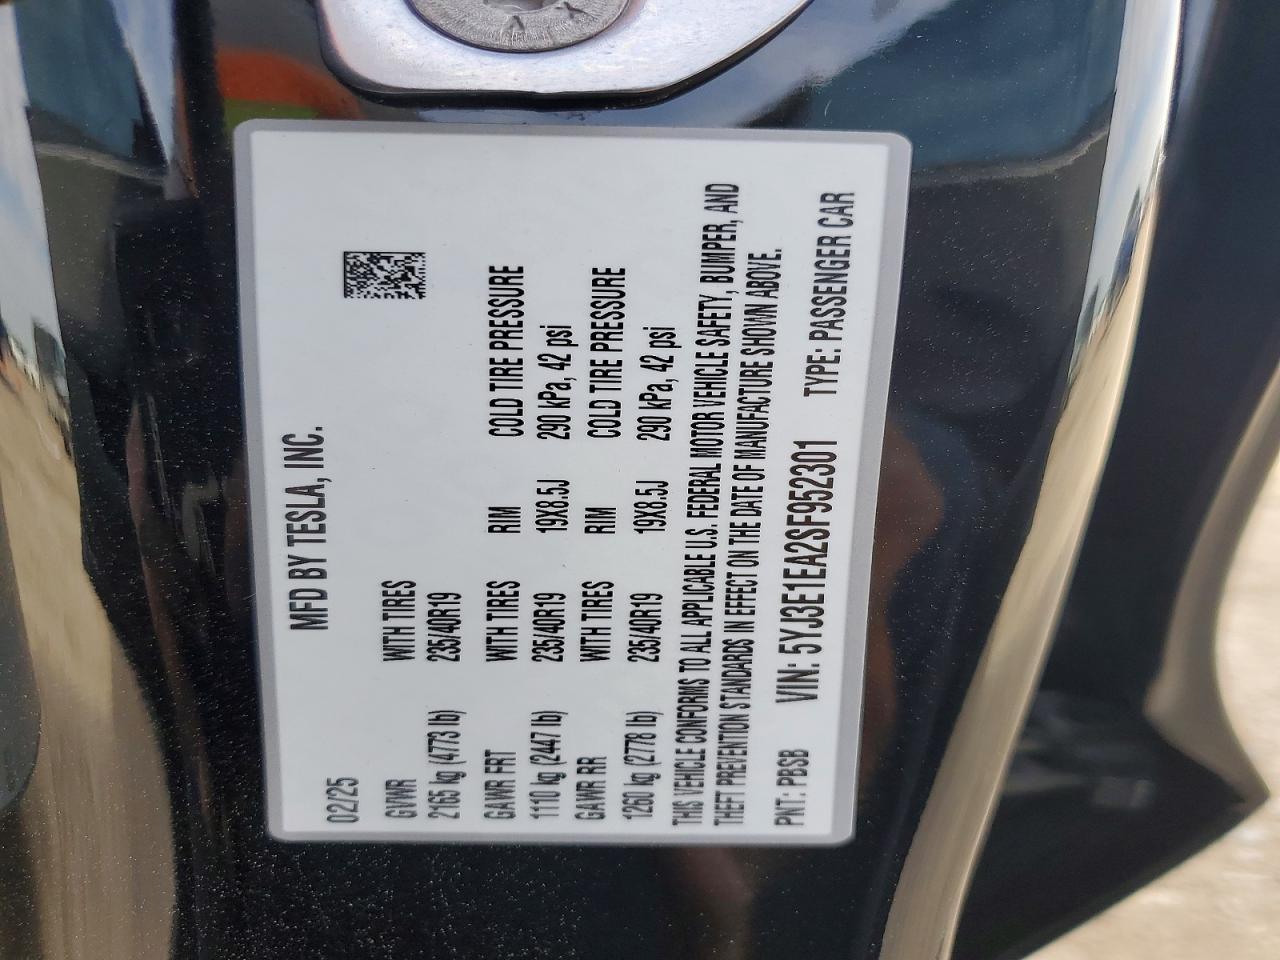 MFD BY TESLA, INC.
02/25
GVWR WITH TIRES
2165 kg (4773 lb) 235/40R19
GAWR FRT WITH TIRES RIM COLD TIRE PRESSURE
1110 kg (2447 lb) 235/40R19 19X8.5J 290 kPa, 42 psi
GAWR RR WITH TIRES RIM COLD TIRE PRESSURE
1260 kg (2778 lb) 235/40R19 19X8.5J 290 kPa, 42 psi
THIS VEHICLE CONFORMS TO ALL APPLICABLE U.S. FEDERAL MOTOR VEHICLE SAFETY, BUMPER, AND
THEFT PREVENTION STANDARDS IN EFFECT ON THE DATE OF MANUFACTURE SHOWN ABOVE.
PNT: PBSB VIN: 5YJ3E1EA2SF952301 TYPE: PASSENGER CAR